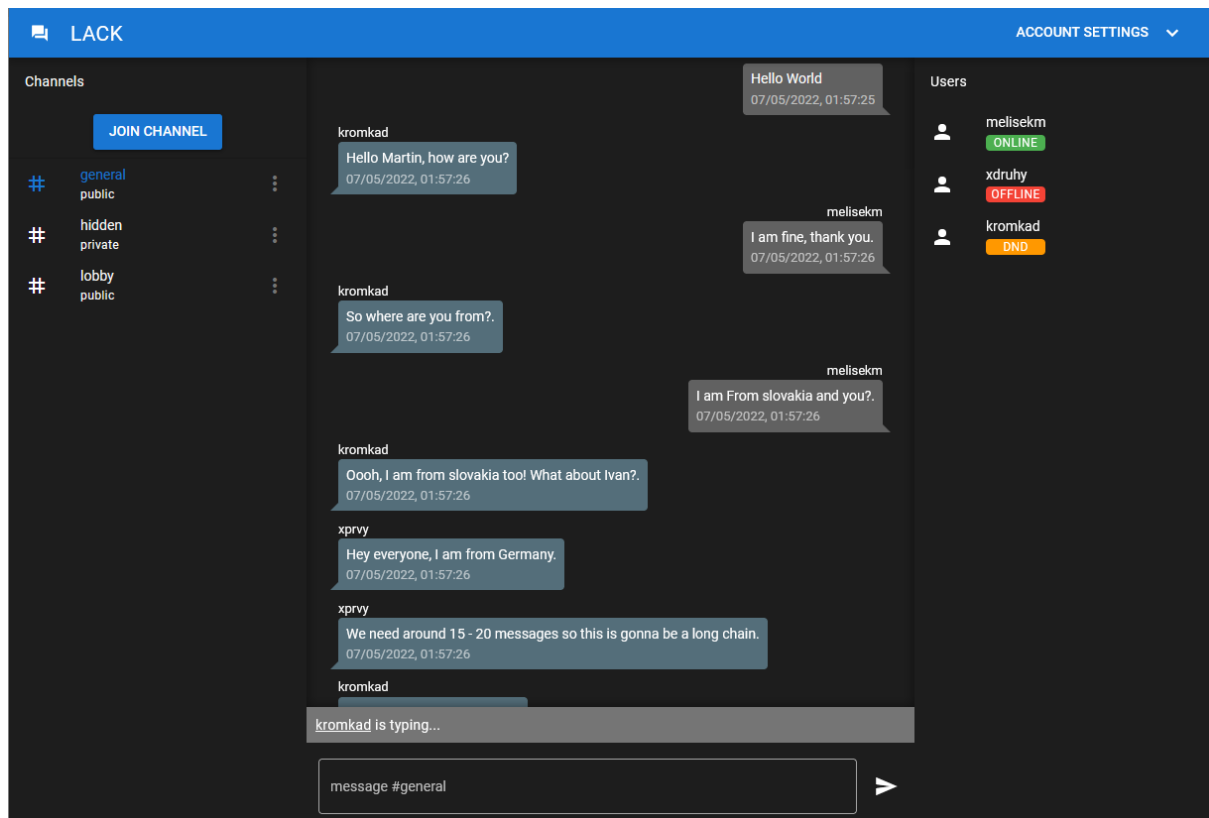 LACK
ACCOUNT SETTINGS
Channels
JOIN CHANNEL
general
public
hidden
private
lobby
public
Hello World
07/05/2022, 01:57:25
kromkad
Hello Martin, how are you?
07/05/2022, 01:57:26
melisekm
I am fine, thank you.
07/05/2022, 01:57:26
kromkad
So where are you from?.
07/05/2022, 01:57:26
melisekm
I am From slovakia and you?.
07/05/2022, 01:57:26
kromkad
Oooh, I am from slovakia too! What about Ivan?.
07/05/2022, 01:57:26
xprvy
Hey everyone, I am from Germany.
07/05/2022, 01:57:26
xprvy
We need around 15 - 20 messages so this is gonna be a long chain.
07/05/2022, 01:57:26
kromkad
kromkad is typing...
message #general
Users
melisekm
ONLINE
xdruhy
OFFLINE
kromkad
DND